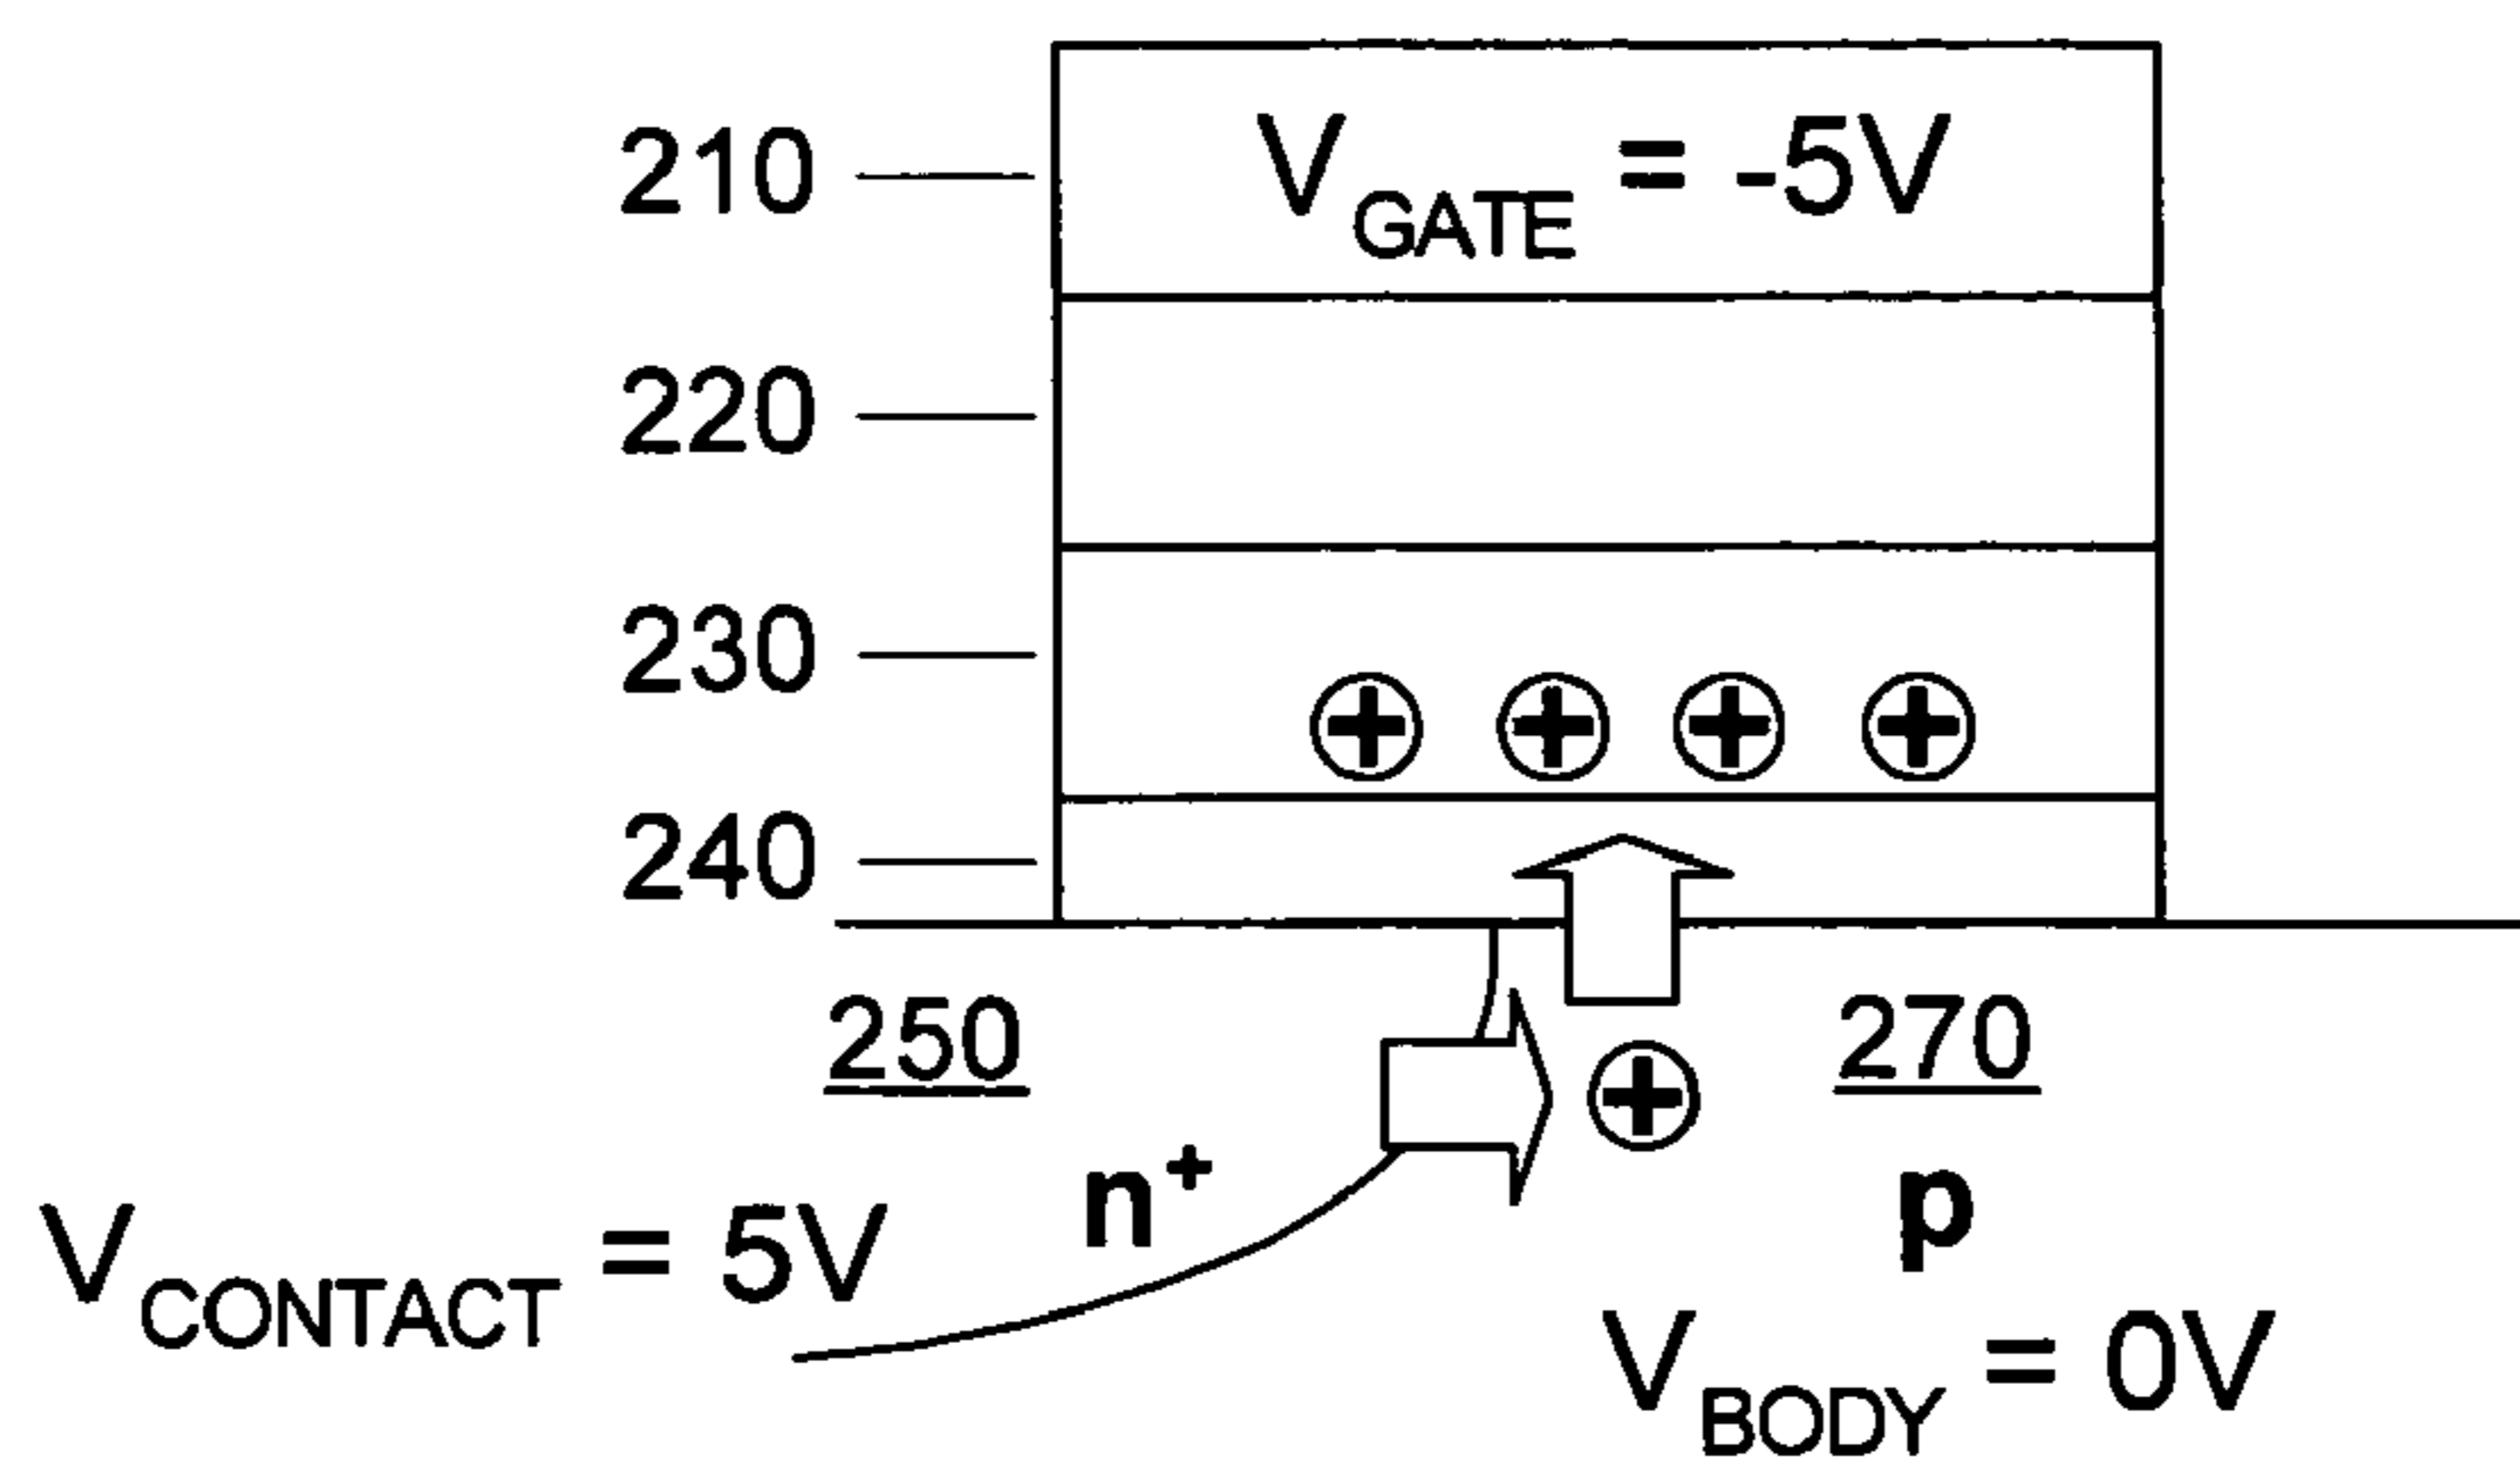 210
V_GATE = -5V
220
230
240
250
270
n⁺
p
V_CONTACT = 5V
V_BODY = 0V